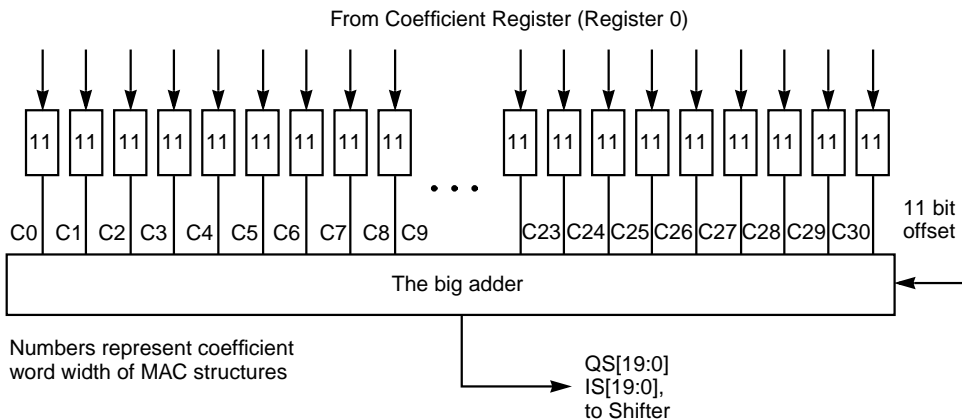 From Coefficient Register (Register 0)
11 11 11 11 11 11 11 11 11 11 11 11 11 11 11 11 11 11
• • •
C0 C1 C2 C3 C4 C5 C6 C7 C8 C9 C23 C24 C25 C26 C27 C28 C29 C30
11 bit
offset
The big adder
Numbers represent coefficient
word width of MAC structures
QS[19:0]
IS[19:0],
to Shifter